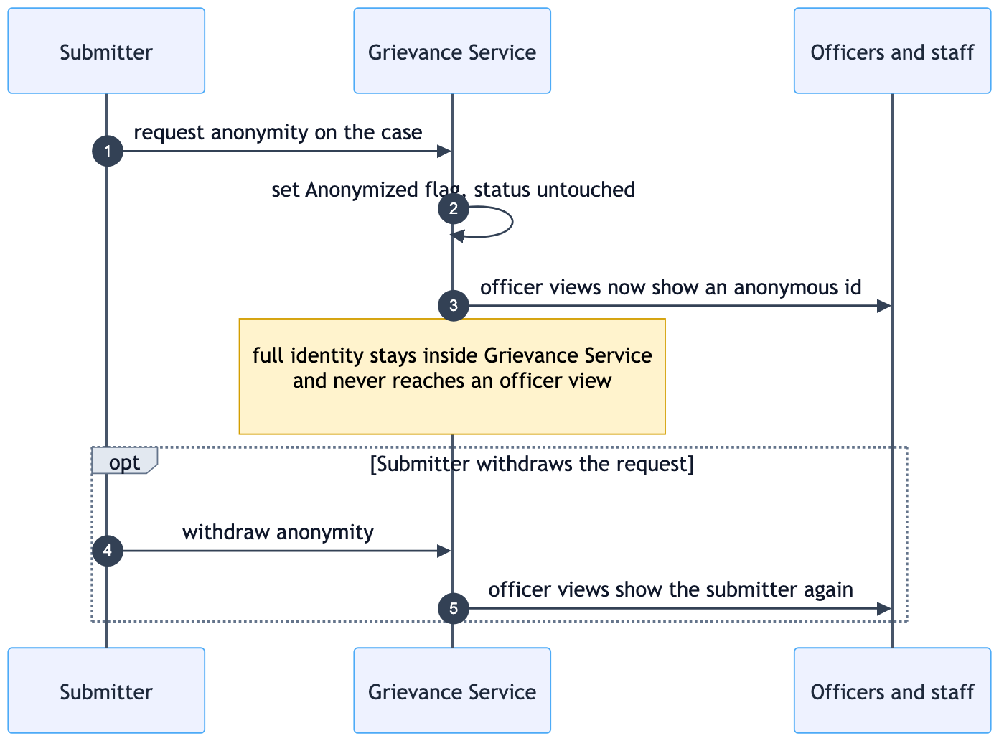 Submitter
Grievance Service
Officers and staff
request anonymity on the case
1
set Anonymized flag, status untouched
2
officer views now show an anonymous id
3
full identity stays inside Grievance Service
and never reaches an officer view
opt
[Submitter withdraws the request]
withdraw anonymity
4
officer views show the submitter again
5
Submitter
Grievance Service
Officers and staff